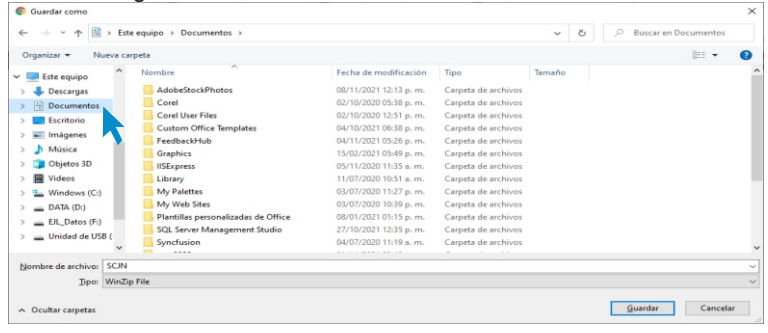 Guardar como
Este equipo > Documentos >
Buscar en Documentos
Organizar
Nueva carpeta
Este equipo
Descargas
Documentos
Escritorio
Imágenes
Música
Objetos 3D
Videos
Windows (C:)
DATA (D:)
EJL_Datos (F:)
Unidad de USB (
Nombre Fecha de modificación Tipo Tamaño
AdobeStockPhotos 08/11/2021 12:13 p. m. Carpeta de archivos
Corel 02/10/2020 05:38 p. m. Carpeta de archivos
Corel User Files 02/10/2020 12:51 p. m. Carpeta de archivos
Custom Office Templates 04/10/2021 06:38 p. m. Carpeta de archivos
FeedbackHub 04/11/2021 05:26 p. m. Carpeta de archivos
Graphics 15/02/2021 05:49 p. m. Carpeta de archivos
IISExpress 05/11/2020 11:35 a. m. Carpeta de archivos
Library 11/07/2020 10:51 a. m. Carpeta de archivos
My Palettes 03/07/2020 11:27 p. m. Carpeta de archivos
My Web Sites 03/07/2020 10:39 p. m. Carpeta de archivos
Plantillas personalizadas de Office 08/01/2021 01:15 p. m. Carpeta de archivos
SQL Server Management Studio 27/10/2021 12:35 p. m. Carpeta de archivos
Syncfusion 04/07/2020 11:19 a. m. Carpeta de archivos
Nombre de archivo: SCJN
Tipo: WinZip File
Ocultar carpetas
Guardar
Cancelar